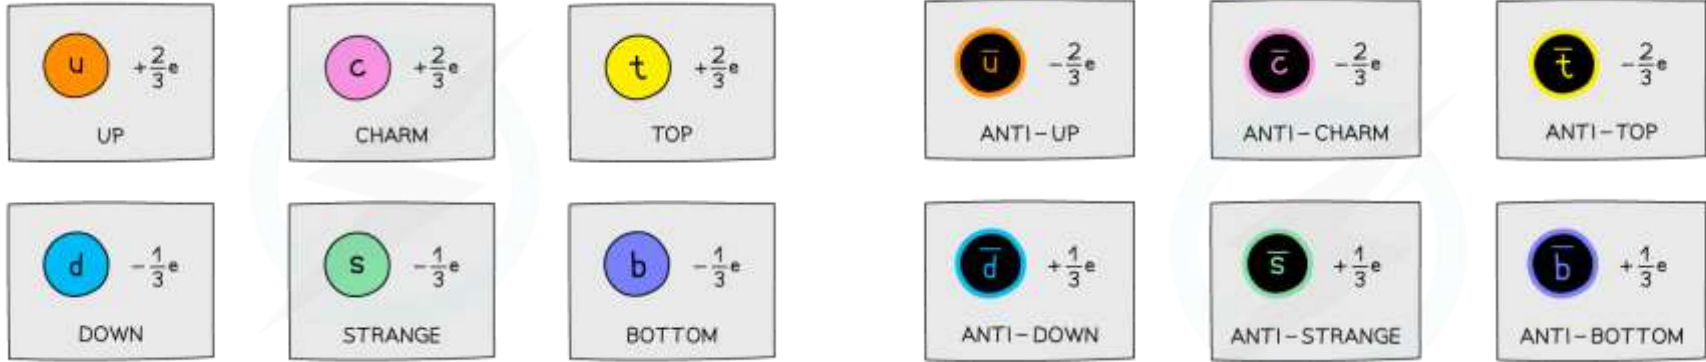 u +2/3e c +2/3e t +2/3e u̅ -2/3e c̅ -2/3e t̅ -2/3e
UP CHARM TOP ANTI-UP ANTI-CHARM ANTI-TOP
d -1/3e s -1/3e b -1/3e d̅ +1/3e s̅ +1/3e b̅ +1/3e
DOWN STRANGE BOTTOM ANTI-DOWN ANTI-STRANGE ANTI-BOTTOM